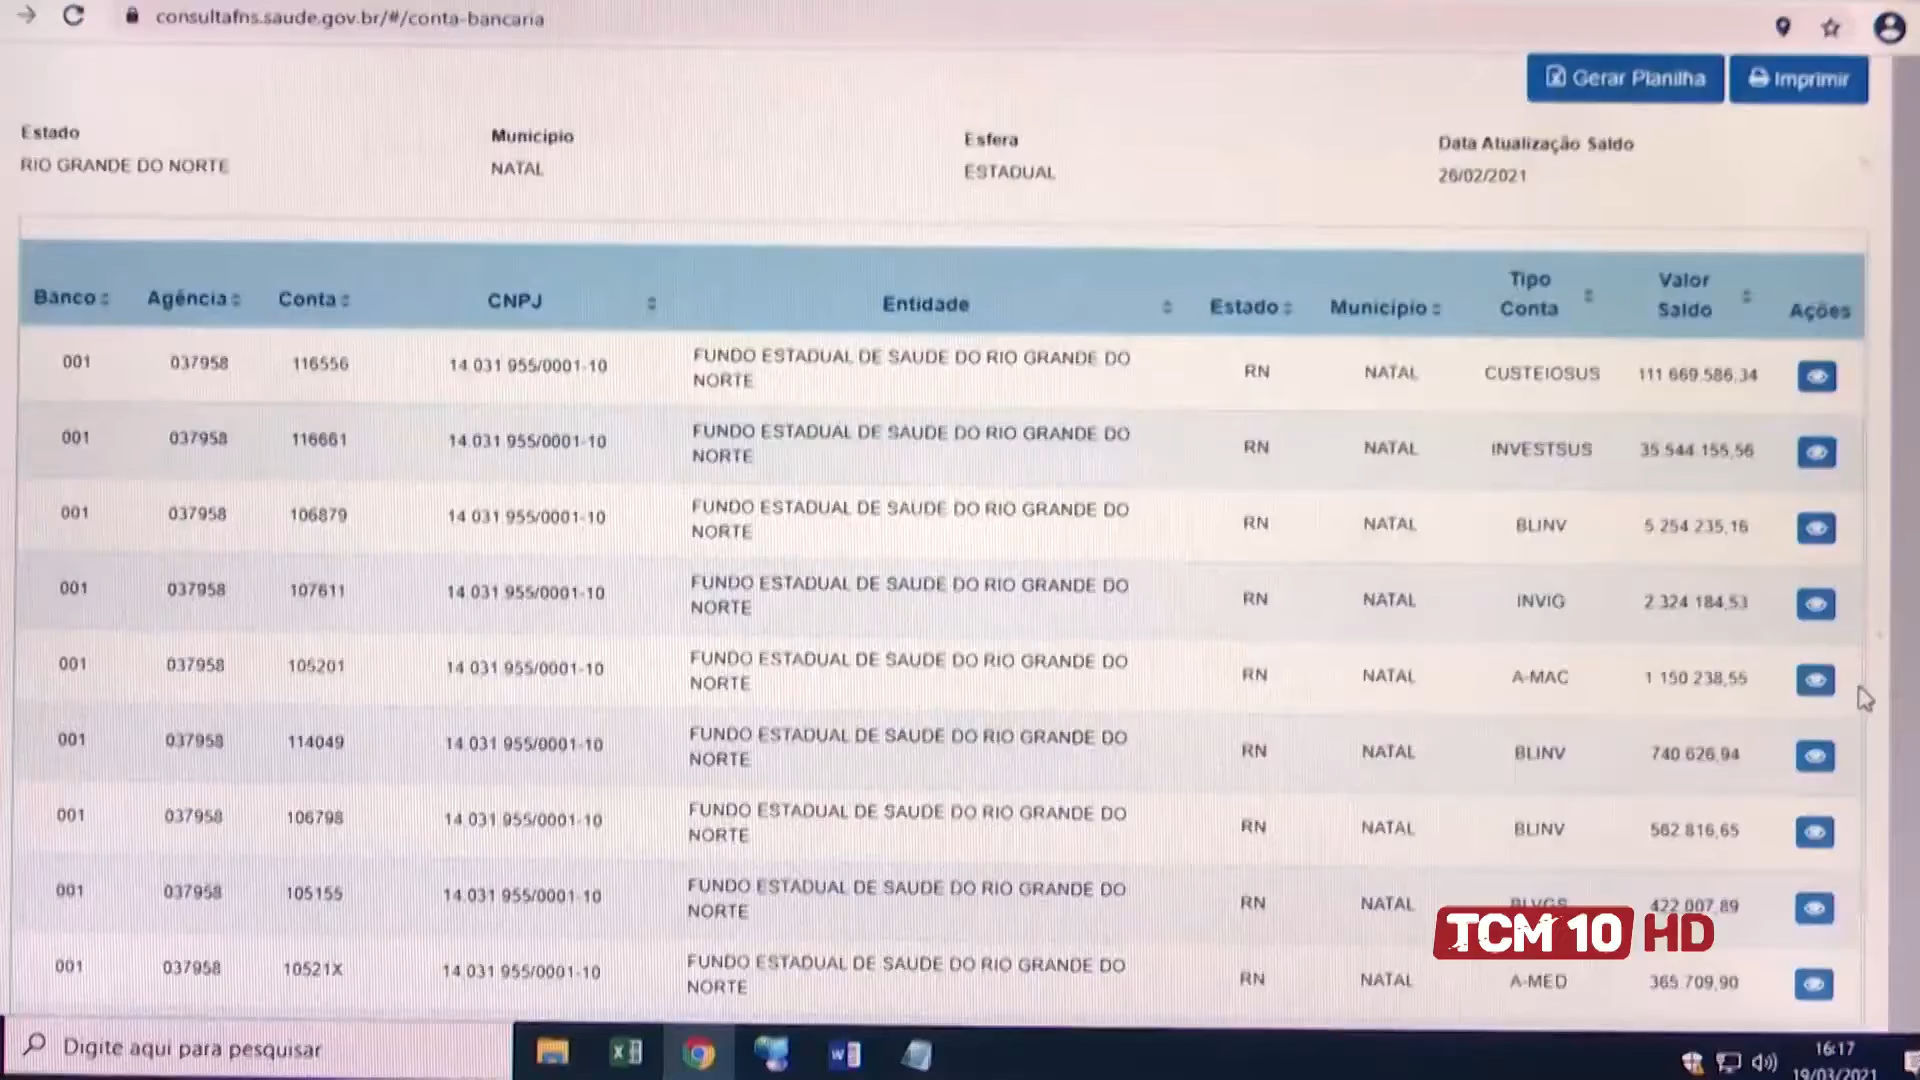 consultafns.saude.gov.br/#/conta-bancaria
Gerar Planilha Imprimir
Estado Município Esfera Data Atualização Saldo
RIO GRANDE DO NORTE NATAL ESTADUAL 26/02/2021
Banco Agência Conta CNPJ Entidade Estado Município Tipo Conta Valor Saldo Ações
001 037958 116556 14.031.955/0001-10 FUNDO ESTADUAL DE SAUDE DO RIO GRANDE DO NORTE RN NATAL CUSTEIOSUS 111.669.586,34
001 037958 116661 14.031.955/0001-10 FUNDO ESTADUAL DE SAUDE DO RIO GRANDE DO NORTE RN NATAL INVESTSUS 35.544.155,56
001 037958 106879 14.031.955/0001-10 FUNDO ESTADUAL DE SAUDE DO RIO GRANDE DO NORTE RN NATAL BLINV 5.254.235,16
001 037958 107611 14.031.955/0001-10 FUNDO ESTADUAL DE SAUDE DO RIO GRANDE DO NORTE RN NATAL INVIG 2.324.184,53
001 037958 105201 14.031.955/0001-10 FUNDO ESTADUAL DE SAUDE DO RIO GRANDE DO NORTE RN NATAL A-MAC 1.150.238,55
001 037958 114049 14.031.955/0001-10 FUNDO ESTADUAL DE SAUDE DO RIO GRANDE DO NORTE RN NATAL BLINV 740.626,94
001 037958 106798 14.031.955/0001-10 FUNDO ESTADUAL DE SAUDE DO RIO GRANDE DO NORTE RN NATAL BLINV 562.816,65
001 037958 105155 14.031.955/0001-10 FUNDO ESTADUAL DE SAUDE DO RIO GRANDE DO NORTE RN NATAL BLVGS 422.007,89
001 037958 10521X 14.031.955/0001-10 FUNDO ESTADUAL DE SAUDE DO RIO GRANDE DO NORTE RN NATAL A-MED 365.709,90
TCM 10 HD
Digite aqui para pesquisar
16:17
19/03/2021